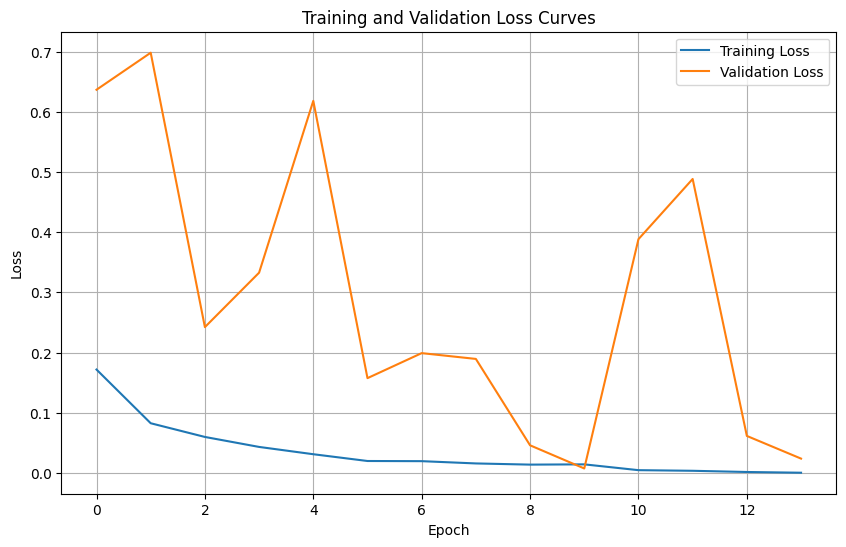 Training and Validation Loss Curves
Training Loss
Validation Loss
0.7
0.6
0.5
0.4
0.3
0.2
0.1
0.0
Loss
0 2 4 6 8 10 12
Epoch